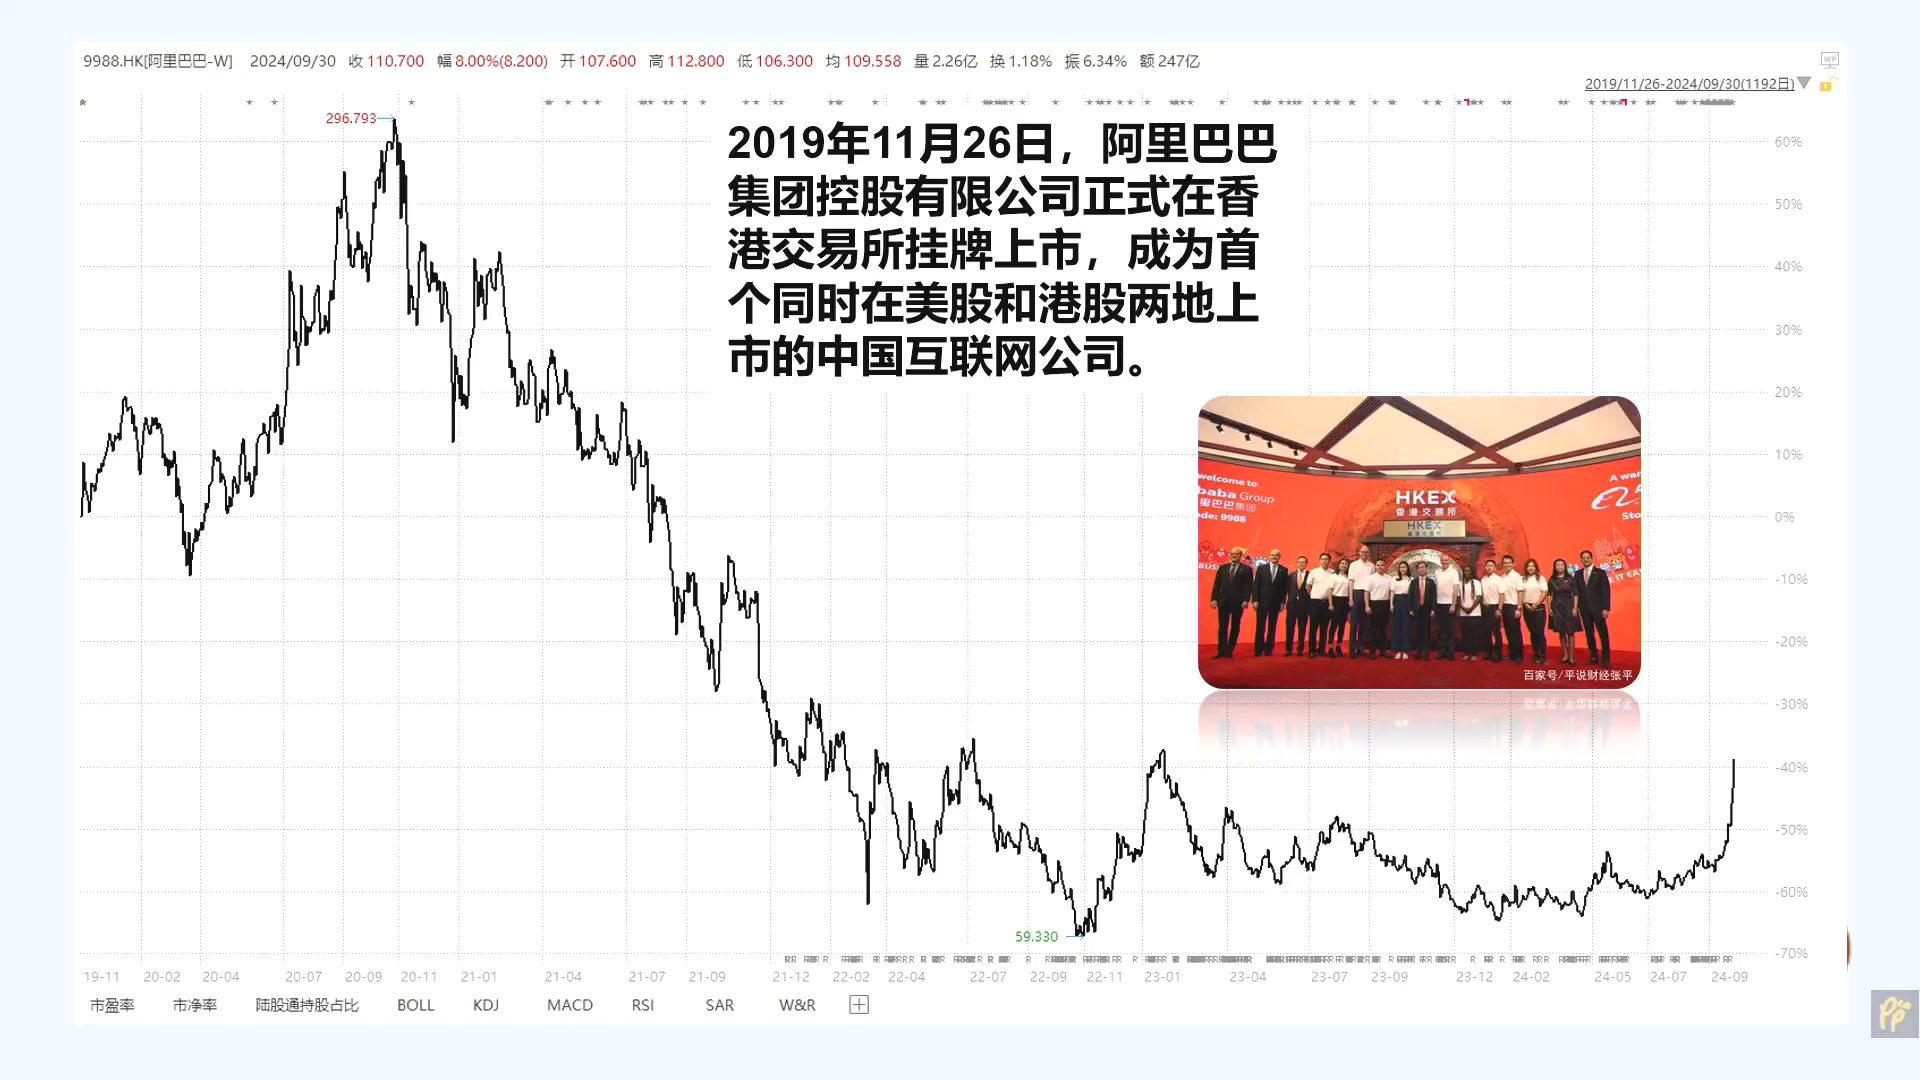 9988.HK[阿里巴巴-W] 2024/09/30 收 110.700 幅 8.00%(8.200) 开 107.600 高 112.800 低 106.300 均 109.558 量 2.26亿 换 1.18% 振 6.34% 额 247亿
WP
2019/11/26-2024/09/30(1192日)
296.793
2019年11月26日，阿里巴巴
集团控股有限公司正式在香
港交易所挂牌上市，成为首
个同时在美股和港股两地上
市的中国互联网公司。
60%
50%
40%
30%
20%
10%
0%
-10%
-20%
-30%
-40%
-50%
-60%
-70%
welcome to
baba Group
里巴巴集团
de: 9988
HKEX
香港交易所
HKEX
A war
Sto
百家号/平说财经张平
59.330
19-11 20-02 20-04 20-07 20-09 20-11 21-01 21-04 21-07 21-09 21-12 22-02 22-04 22-07 22-09 22-11 23-01 23-04 23-07 23-09 23-12 24-02 24-05 24-07 24-09
市盈率 市净率 陆股通持股占比 BOLL KDJ MACD RSI SAR W&R